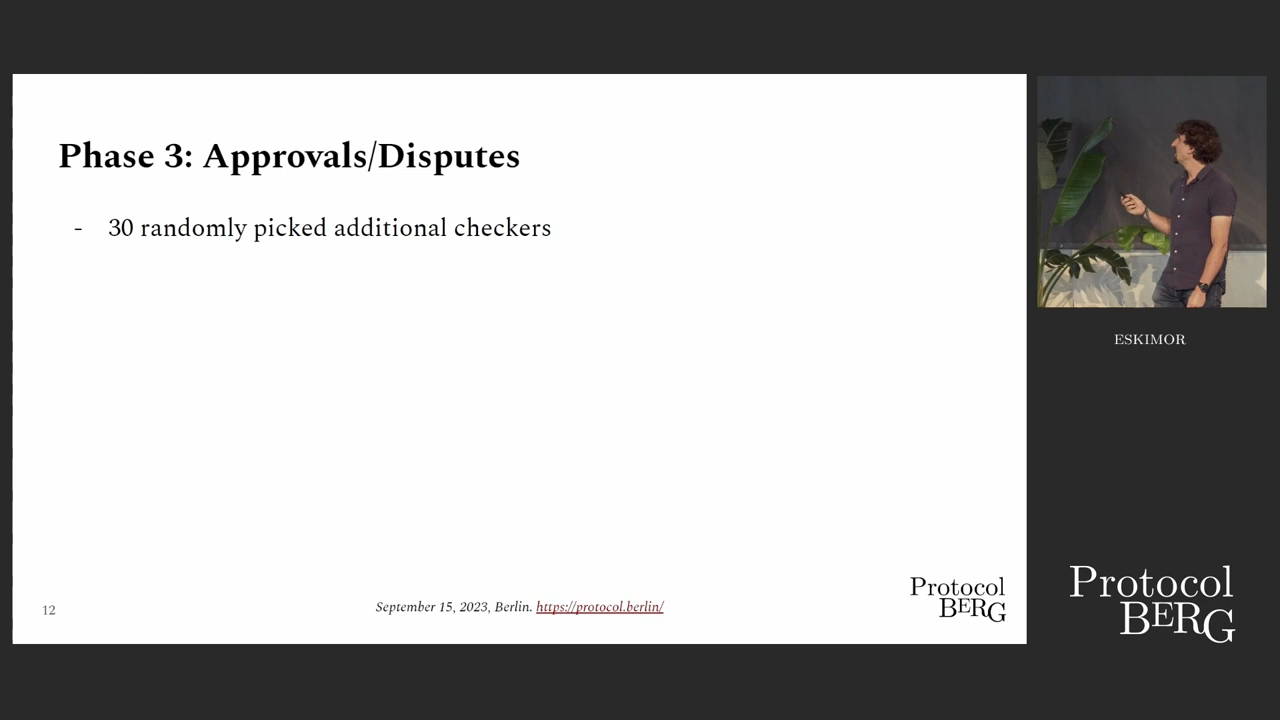 Phase 3: Approvals/Disputes
- 30 randomly picked additional checkers
12
September 15, 2023, Berlin. https://protocol.berlin/
Protocol
BERG
ESKIMOR
Protocol
BERG